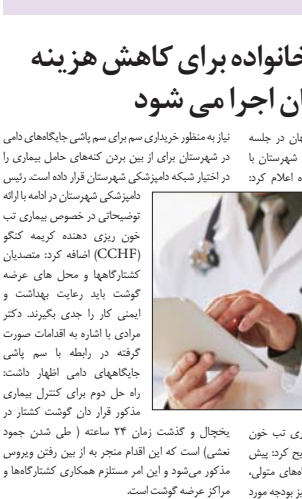 خانواده برای کاهش هزینه
ان اجرا می شود
هان در جلسه
شهرستان با
ه اعلام کرد:
ری تب خون
یح کرد: پیش
‌های متولی،
یز بودجه مورد
نیاز به منظور خریداری سم برای سم پاشی جایگاه‌های دامی
در شهرستان برای از بین بردن کنه‌های حامل بیماری را
در اختیار شبکه دامپزشکی شهرستان قرار داده است. رئیس
دامپزشکی شهرستان در ادامه با ارائه
توضیحاتی در خصوص بیماری تب
خون ریزی دهنده کریمه کنگو
(CCHF) اضافه کرد: متصدیان
کشتارگاهها و محل های عرضه
گوشت باید رعایت بهداشت و
ایمنی کار را جدی بگیرند. دکتر
مرادی با اشاره به اقدامات صورت
گرفته در رابطه با سم پاشی
جایگاههای دامی اظهار داشت:
راه حل دوم برای کنترل بیماری
مذکور قرار دان گوشت کشتار در
یخچال و گذشت زمان ۲۴ ساعته ( طی شدن جمود
نعشی) است که این اقدام منجر به از بین رفتن ویروس
مذکور می‌شود و این امر مستلزم همکاری کشتارگاه‌ها و
مراکز عرضه گوشت است.